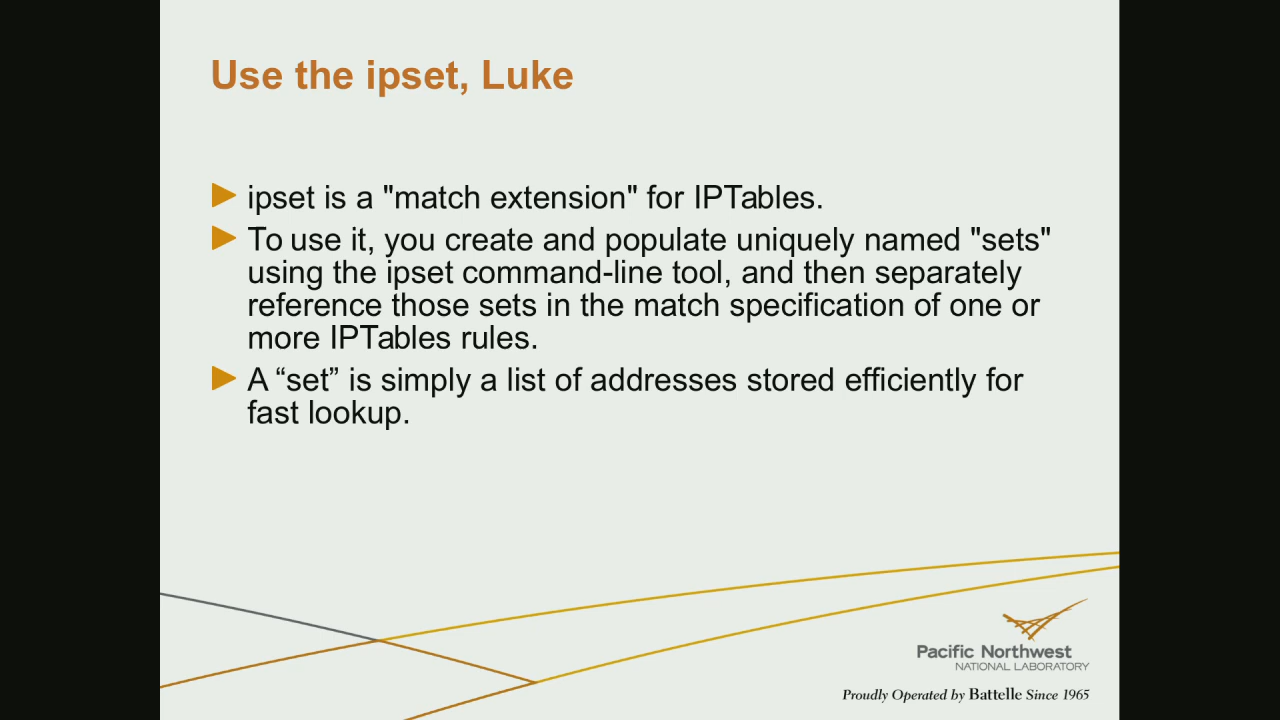 Use the ipset, Luke
ipset is a "match extension" for IPTables.
To use it, you create and populate uniquely named "sets"
using the ipset command-line tool, and then separately
reference those sets in the match specification of one or
more IPTables rules.
A “set” is simply a list of addresses stored efficiently for
fast lookup.
Pacific Northwest
NATIONAL LABORATORY
Proudly Operated by Battelle Since 1965